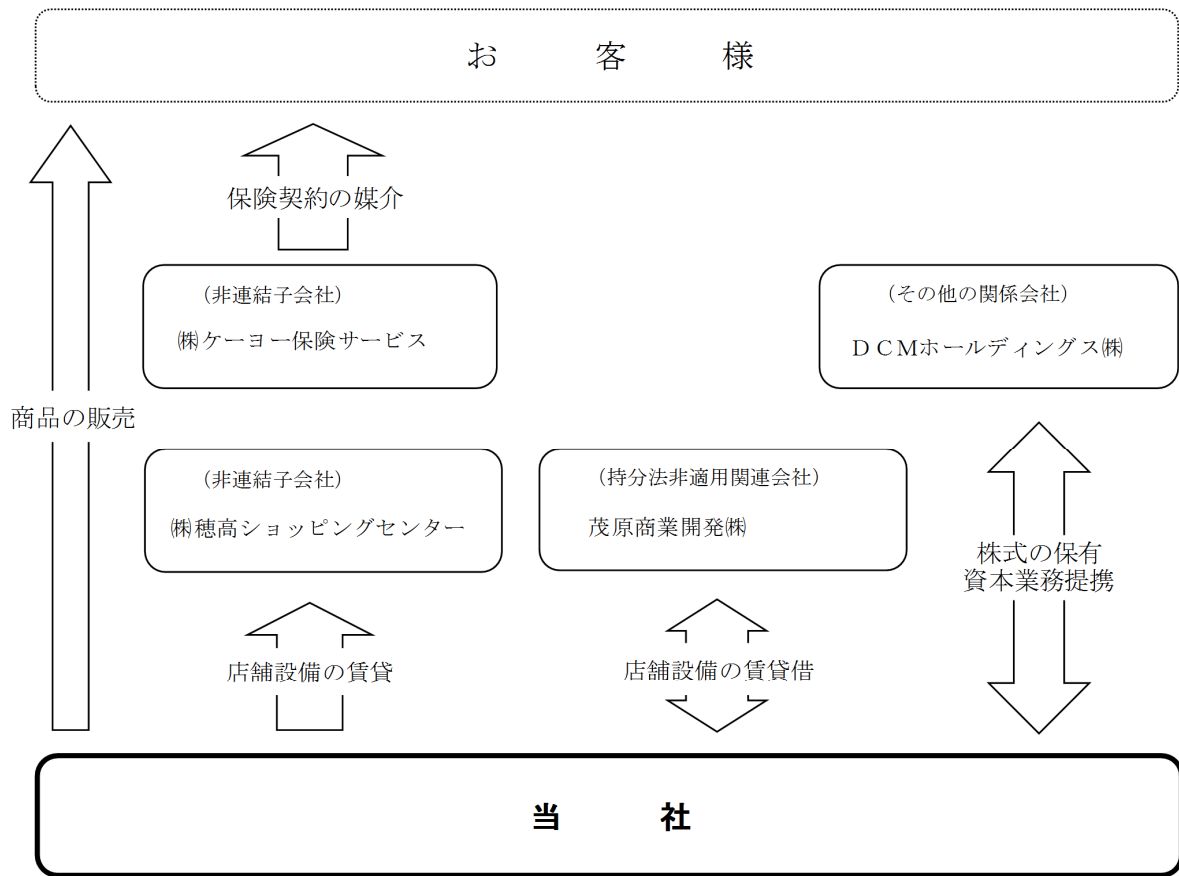 お客様
保険契約の媒介
(非連結子会社)
㈱ケーヨー保険サービス
(その他の関係会社)
ＤＣＭホールディングス㈱
商品の販売
(非連結子会社)
㈱穂高ショッピングセンター
(持分法非適用関連会社)
茂原商業開発㈱
株式の保有
資本業務提携
店舗設備の賃貸
店舗設備の賃貸借
当社